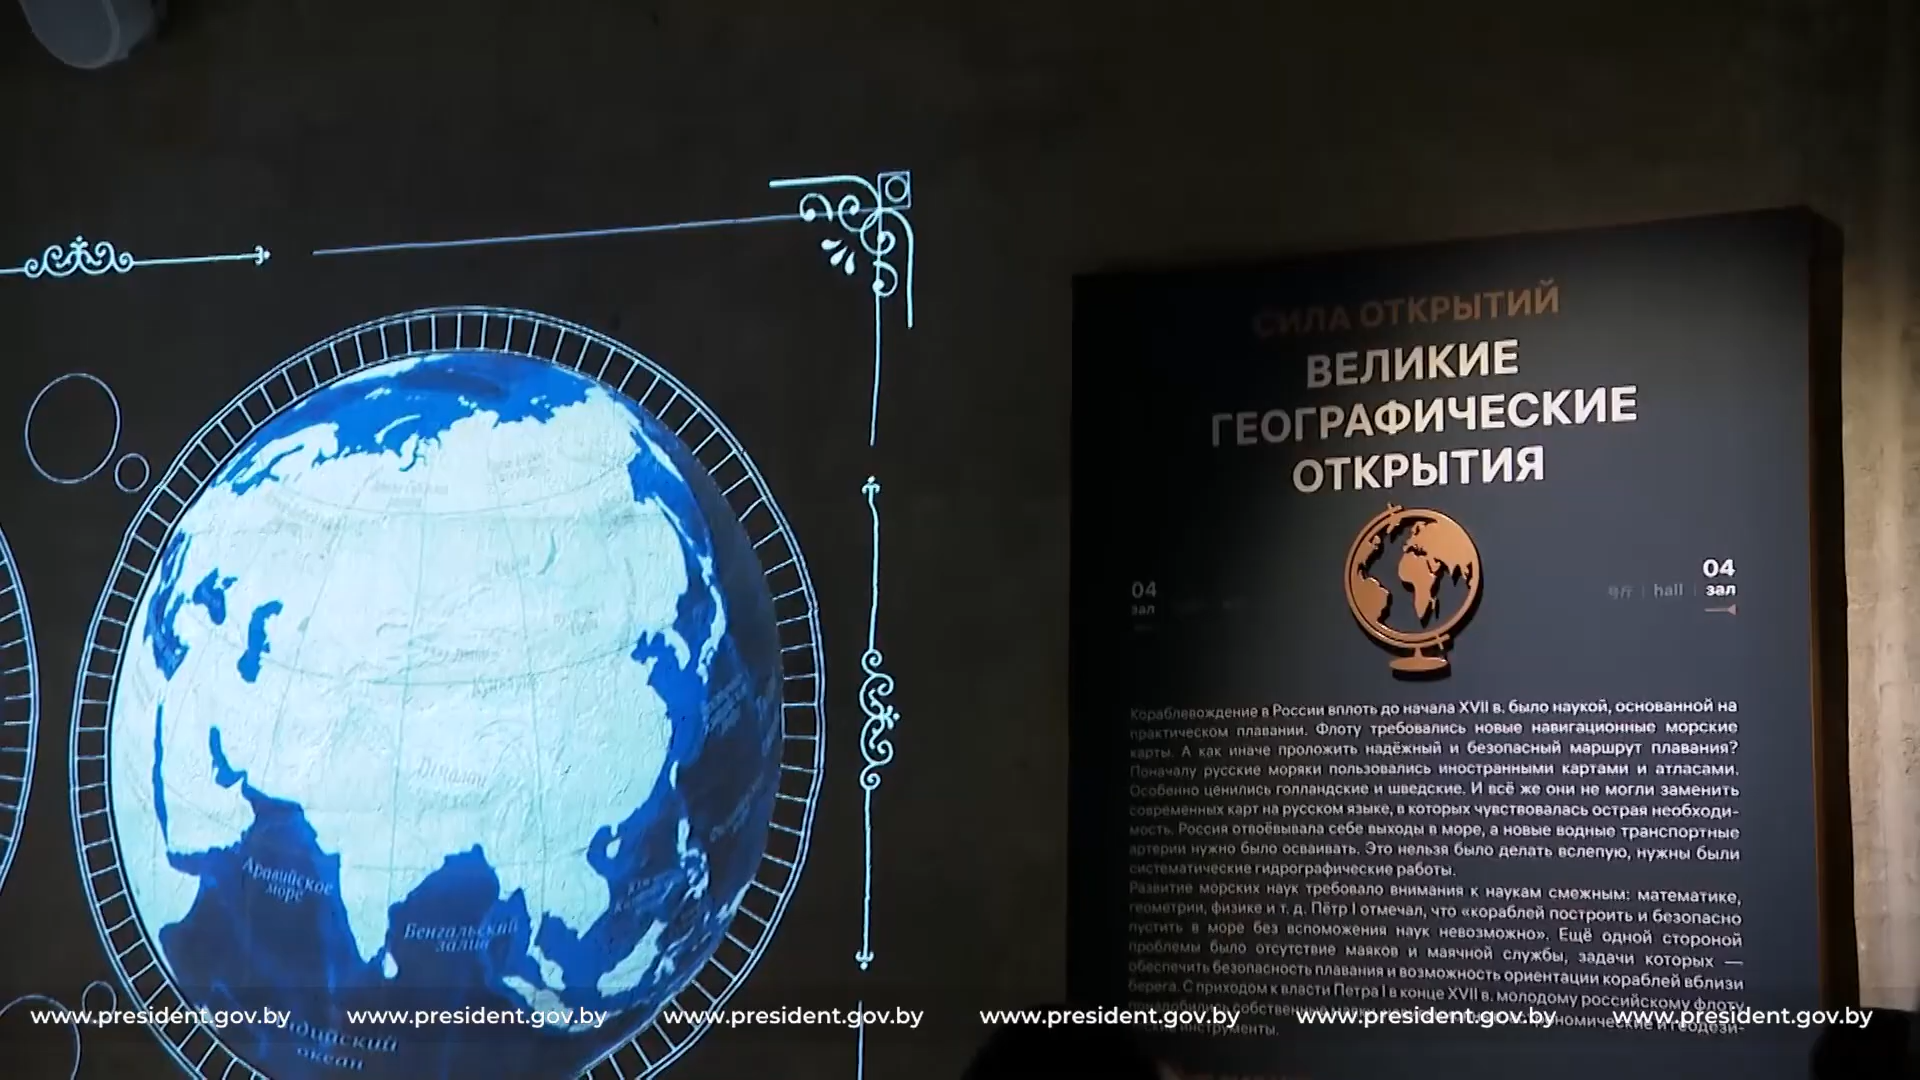 СИЛА ОТКРЫТИЙ
ВЕЛИКИЕ
ГЕОГРАФИЧЕСКИЕ
ОТКРЫТИЯ
04
зал
04
hall | зал
Кораблевождение в России вплоть до начала XVII в. было наукой, основанной на
практическом плавании. Флоту требовались новые навигационные морские
карты. А как иначе проложить надёжный и безопасный маршрут плавания?
Поначалу русские моряки пользовались иностранными картами и атласами.
Особенно ценились голландские и шведские. И всё же они не могли заменить
современных карт на русском языке, в которых чувствовалась острая необходи-
мость. Россия отвоёвывала себе выходы в море, а новые водные транспортные
артерии нужно было осваивать. Это нельзя было делать вслепую, нужны были
систематические гидрографические работы.
Развитие морских наук требовало внимания к наукам смежным: математике,
геометрии, физике и т. д. Пётр I отмечал, что «кораблей построить и безопасно
пустить в море без вспоможения наук невозможно». Ещё одной стороной
проблемы было отсутствие маяков и маячной службы, задачи которых —
обеспечить безопасность плавания и возможность ориентации кораблей вблизи
берега. С приходом к власти Петра I в конце XVII в. молодому российскому флоту
понадобились собственные
инструменты.
Аравийское
море
Бенгальский
залив
океан
www.president.gov.by www.president.gov.by www.president.gov.by www.president.gov.by www.president.gov.by www.president.gov.by